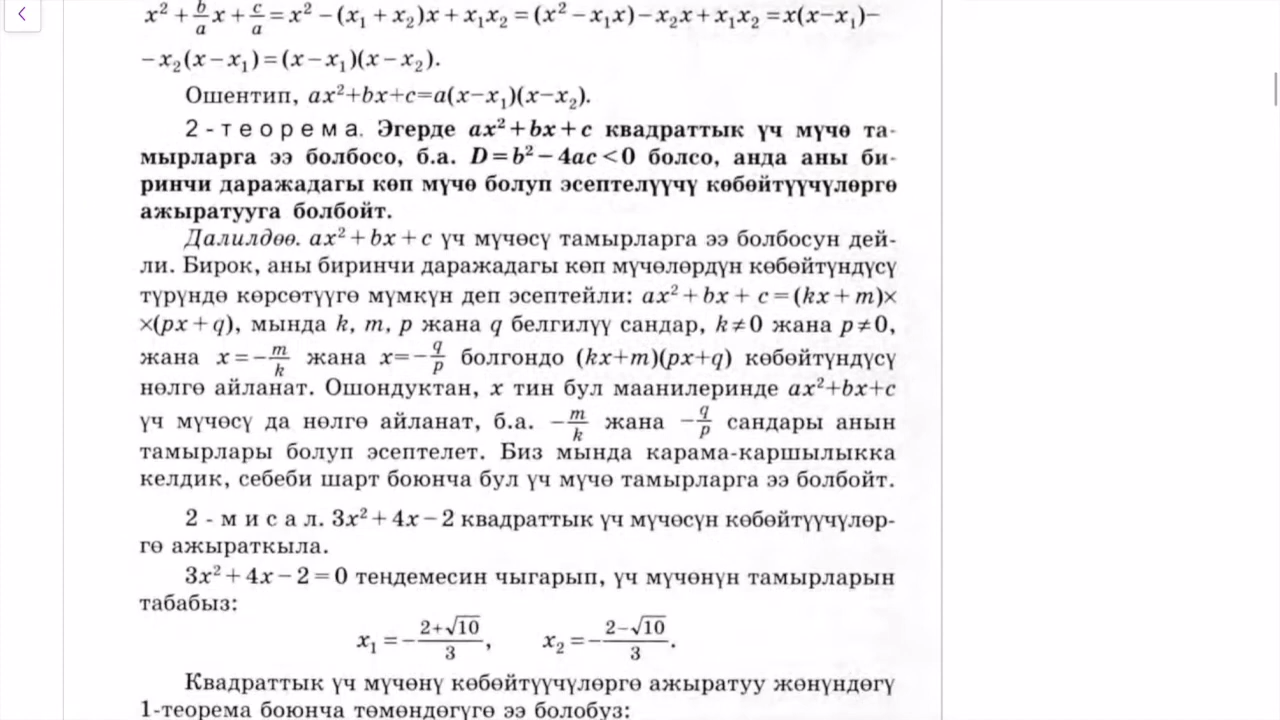 x² + b/a x + c/a = x² − (x₁ + x₂)x + x₁x₂ = (x² − x₁x) − x₂x + x₁x₂ = x(x−x₁)−
−x₂(x−x₁)=(x−x₁)(x−x₂).
Ошентип, ax²+bx+c=a(x−x₁)(x−x₂).
2-теорема. Эгерде ax²+bx+c квадраттык үч мүчө та-
мырларга ээ болбосо, б.а. D=b²−4ac<0 болсо, анда аны би-
ринчи даражадагы көп мүчө болуп эсептелүүчү көбөйтүүчүлөргө
ажыратууга болбойт.
Далилдөө. ax²+bx+c үч мүчөсү тамырларга ээ болбосун дей-
ли. Бирок, аны биринчи даражадагы көп мүчөлөрдүн көбөйтүндүсү
түрүндө көрсөтүүгө мүмкүн деп эсептейли: ax²+bx+c=(kx+m)×
×(px+q), мында k, m, p жана q белгилүү сандар, k≠0 жана p≠0,
жана x=−m/k жана x=−q/p болгондо (kx+m)(px+q) көбөйтүндүсү
нөлгө айланат. Ошондуктан, x тин бул маанилеринде ax²+bx+c
үч мүчөсү да нөлгө айланат, б.а. −m/k жана −q/p сандары анын
тамырлары болуп эсептелет. Биз мында карама-каршылыкка
келдик, себеби шарт боюнча бул үч мүчө тамырларга ээ болбойт.
2-мисал. 3x²+4x−2 квадраттык үч мүчөсүн көбөйтүүчүлөр-
гө ажыраткыла.
3x²+4x−2=0 теңдемесин чыгарып, үч мүчөнүн тамырларын
табабыз:
x₁=−(2+√10)/3, x₂=−(2−√10)/3.
Квадраттык үч мүчөнү көбөйтүүчүлөргө ажыратуу жөнүндөгү
1-теорема боюнча төмөндөгүгө ээ болобуз: